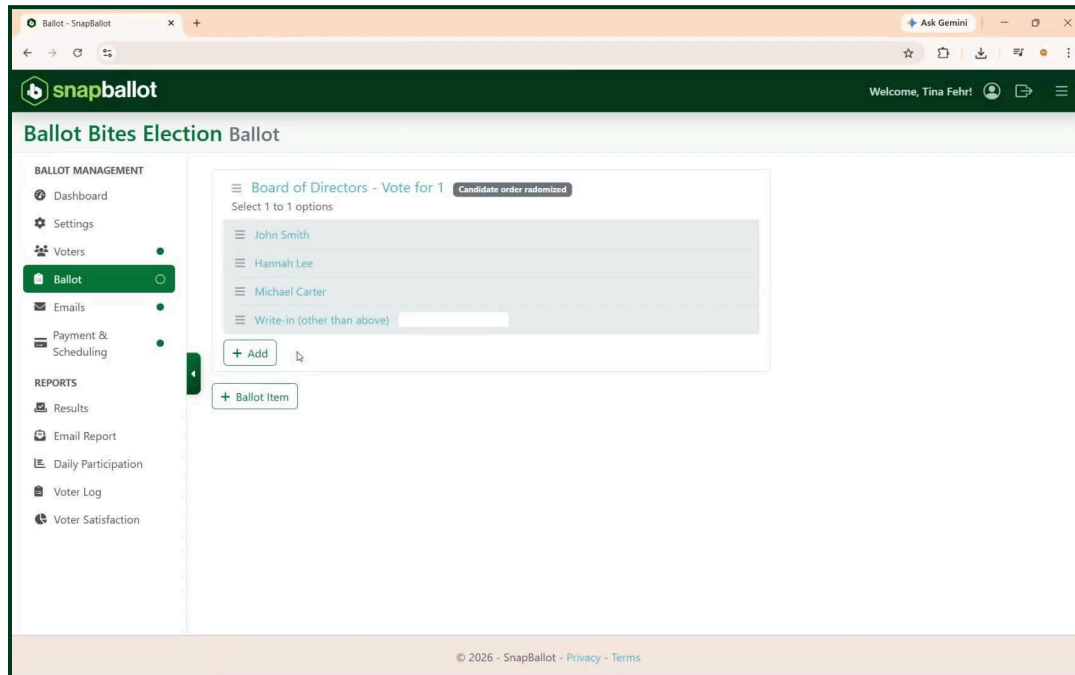 Ballot - SnapBallot
Ask Gemini
snapballot
Welcome, Tina Fehr!
Ballot Bites Election Ballot
BALLOT MANAGEMENT
Dashboard
Settings
Voters
Ballot
Emails
Payment &
Scheduling
REPORTS
Results
Email Report
Daily Participation
Voter Log
Voter Satisfaction
Board of Directors - Vote for 1 Candidate order radomized
Select 1 to 1 options
John Smith
Hannah Lee
Michael Carter
Write-in (other than above)
+ Add
+ Ballot Item
© 2026 - SnapBallot - Privacy - Terms